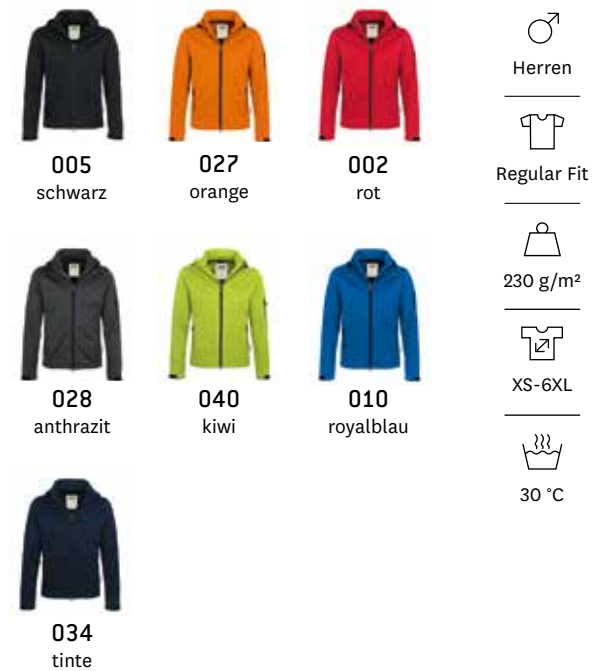 005
schwarz
027
orange
002
rot
028
anthrazit
040
kiwi
010
royalblau
034
tinte
Herren
Regular Fit
230 g/m²
XS-6XL
30 °C